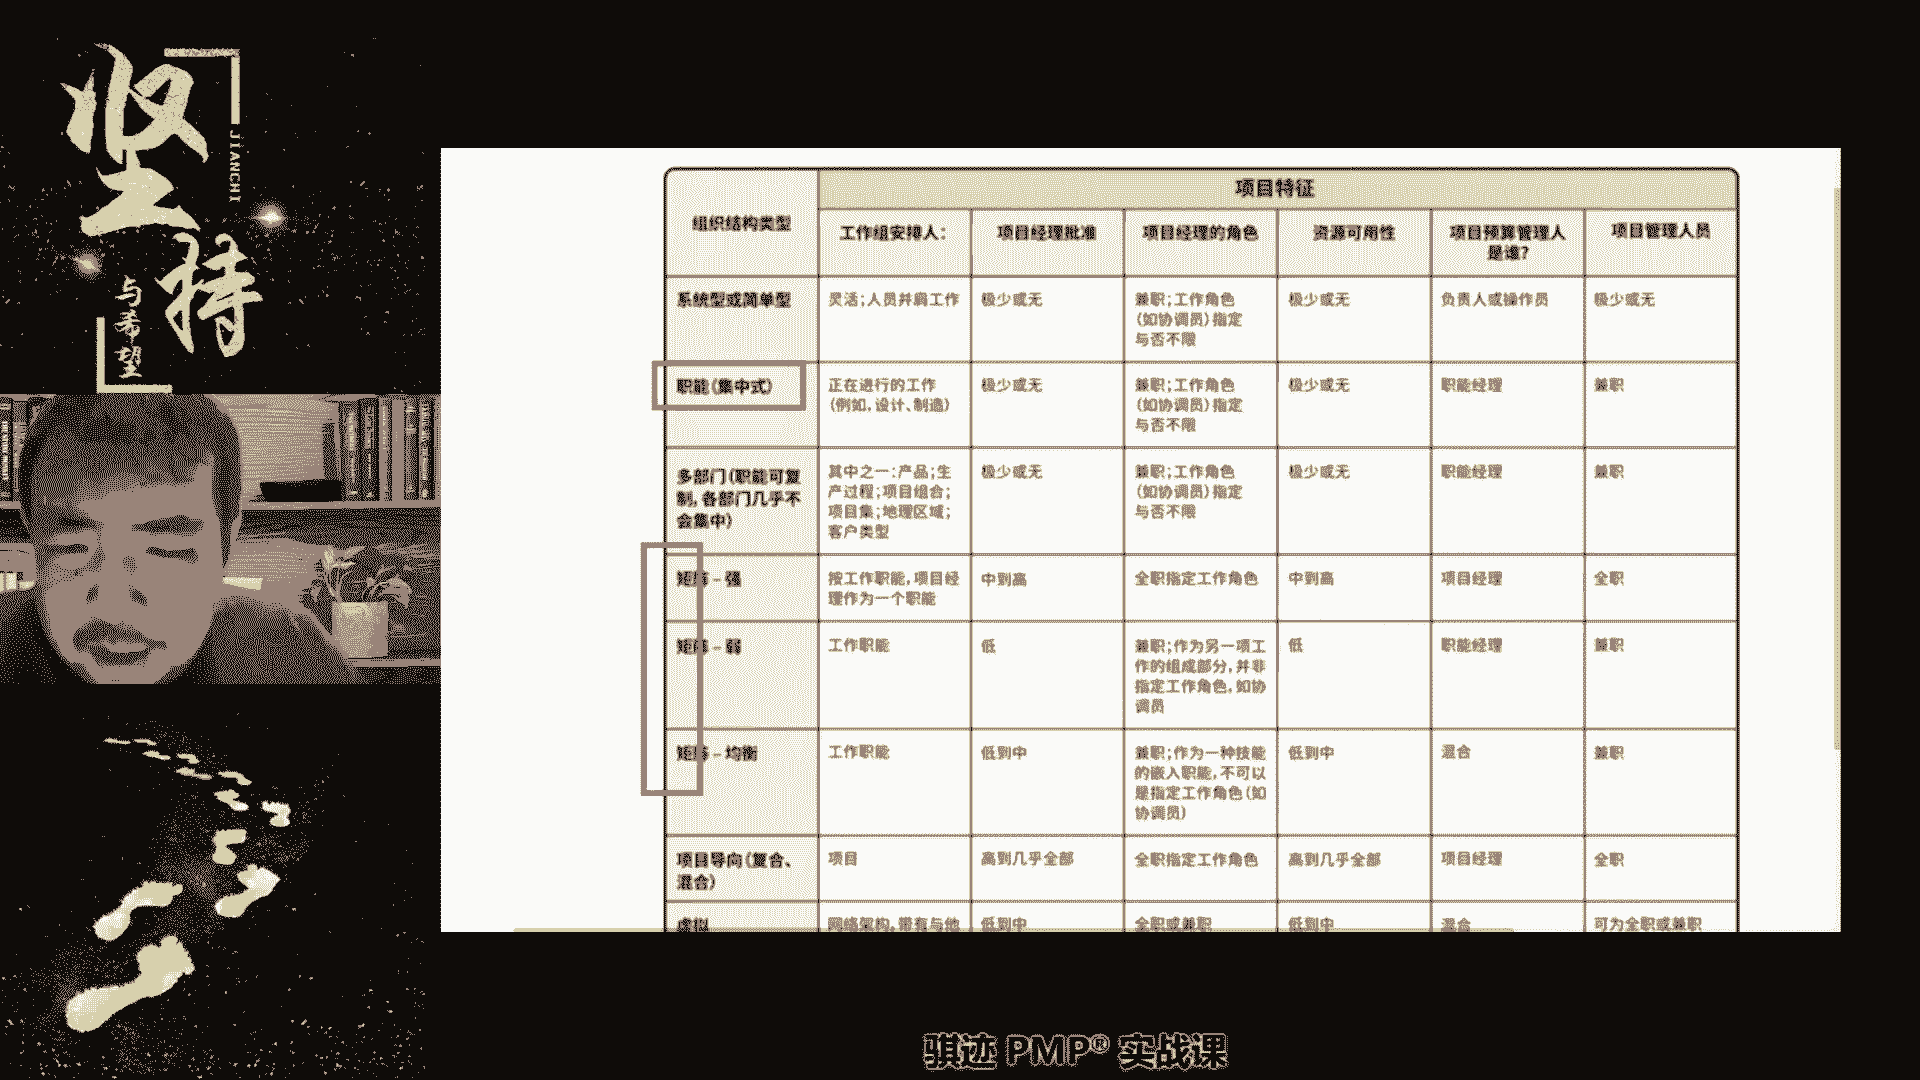 坚
持
JIANCHI
与
希
望
项目特征
组织结构类型
工作组安排人：
项目经理批准
项目经理的角色
资源可用性
项目预算管理人
是谁？
项目管理人员
系统型或简单型
灵活；人员并肩工作
极少或无
兼职；工作角色
（如协调员）指定
与否不限
极少或无
负责人或操作员
极少或无
职能（集中式）
正在进行的工作
（例如，设计、制造）
极少或无
兼职；工作角色
（如协调员）指定
与否不限
极少或无
职能经理
兼职
多部门（职能可复
制，各部门几乎不
会集中）
其中之一：产品；生
产过程；项目组合；
项目集；地理区域；
客户类型
极少或无
兼职；工作角色
（如协调员）指定
与否不限
极少或无
职能经理
兼职
矩阵 – 强
按工作职能，项目经
理作为一个职能
中到高
全职指定工作角色
中到高
项目经理
全职
矩阵 – 弱
工作职能
低
兼职；作为另一项工
作的组成部分，并非
指定工作角色，如协
调员
低
职能经理
兼职
矩阵 – 均衡
工作职能
低到中
兼职；作为一种技能
的嵌入职能，不可以
是指定工作角色（如
协调员）
低到中
混合
兼职
项目导向（复合、
混合）
项目
高到几乎全部
全职指定工作角色
高到几乎全部
项目经理
全职
虚拟
网络架构，带有与他
低到中
全职或兼职
低到中
混合
可为全职或兼职
骐迹 PMP® 实战课